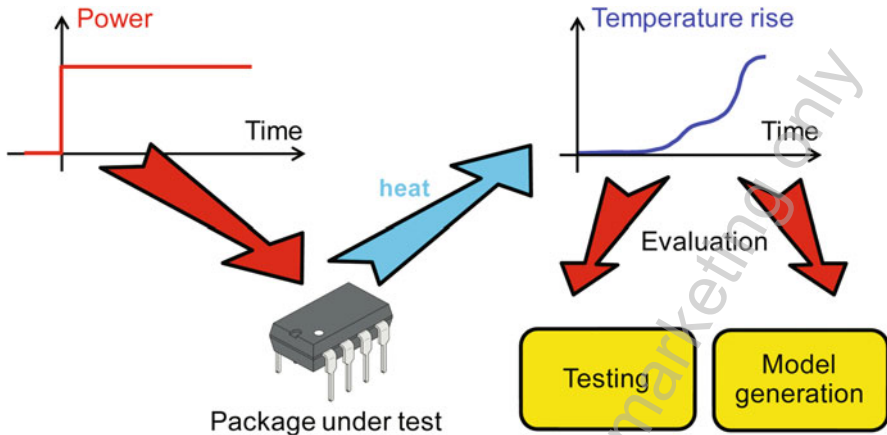 Power
Time
Temperature rise
Time
heat
Evaluation
Package under test
Testing
Model
generation
marketing only